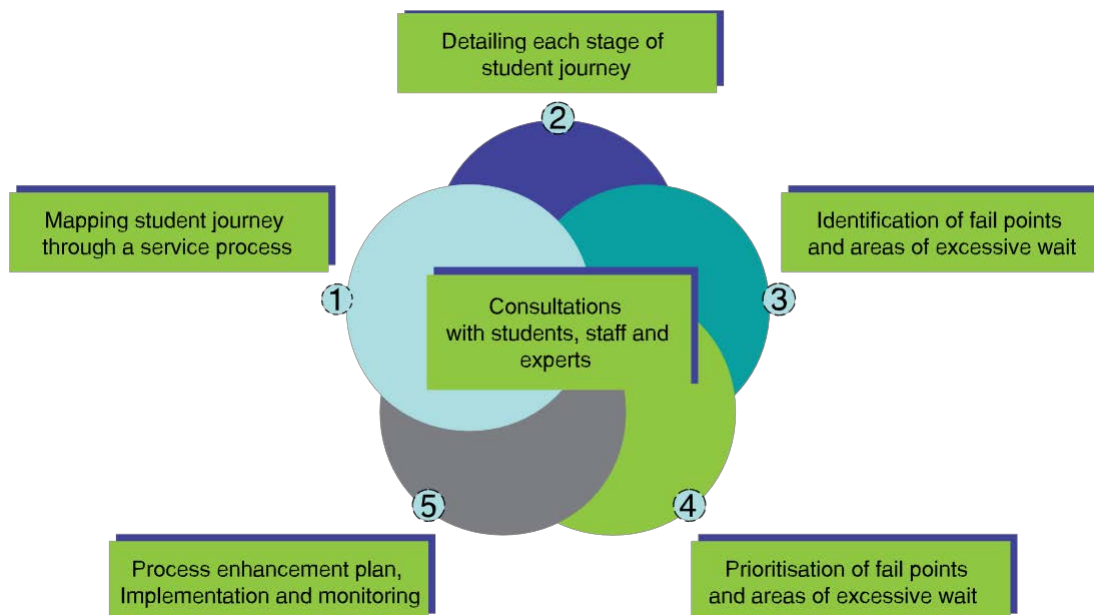 Detailing each stage of
student journey
2
Mapping student journey
through a service process
1
Identification of fail points
and areas of excessive wait
3
Consultations
with students, staff and
experts
5
Process enhancement plan,
Implementation and monitoring
4
Prioritisation of fail points
and areas of excessive wait